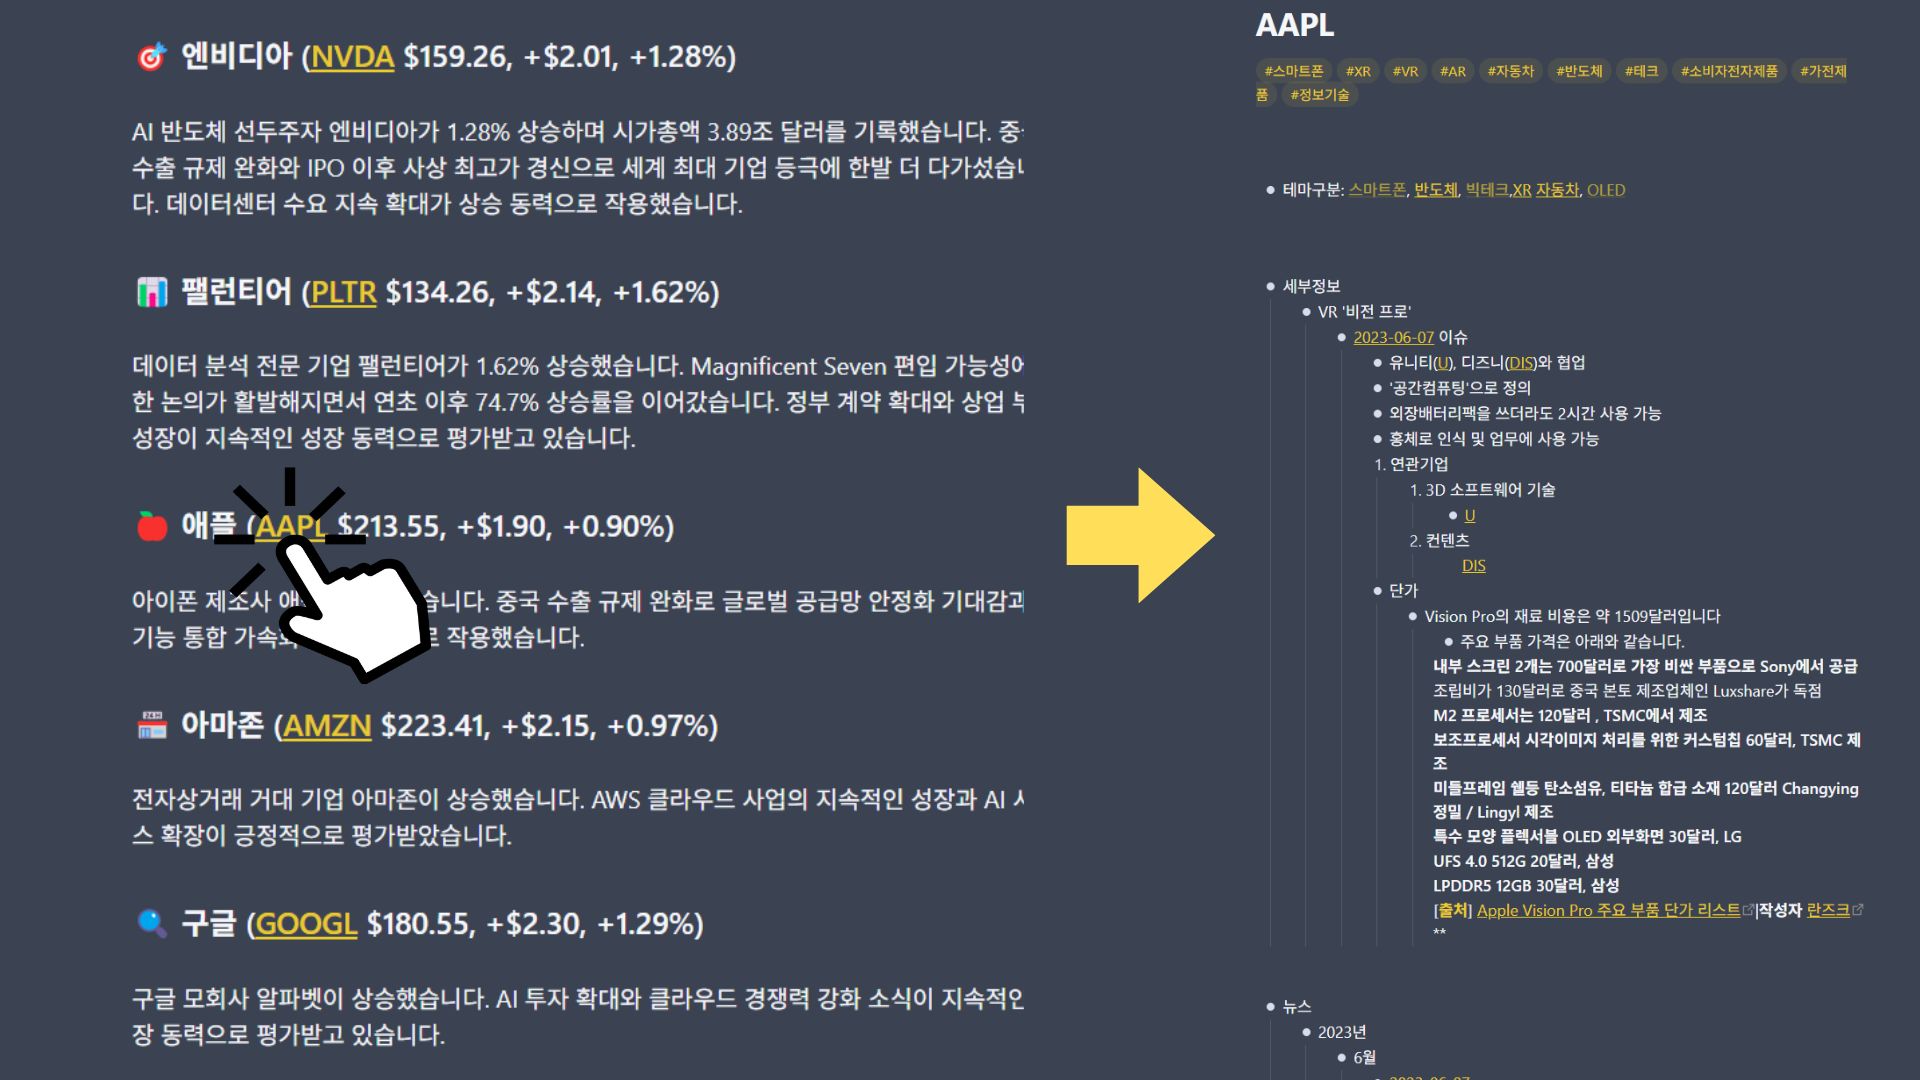 엔비디아 (NVDA $159.26, +$2.01, +1.28%)
AI 반도체 선두주자 엔비디아가 1.28% 상승하며 시가총액 3.89조 달러를 기록했습니다.
수출 규제 완화와 IPO 이후 사상 최고가 경신으로 세계 최대 기업 등극에 한발 더 다가섰습니
다. 데이터센터 수요 지속 확대가 상승 동력으로 작용했습니다.
팰런티어 (PLTR $134.26, +$2.14, +1.62%)
데이터 분석 전문 기업 팰런티어가 1.62% 상승했습니다. Magnificent Seven 편입 가능성에
한 논의가 활발해지면서 연초 이후 74.7% 상승률을 이어갔습니다. 정부 계약 확대와 상업
성장이 지속적인 성장 동력으로 평가받고 있습니다.
애플 (AAPL $213.55, +$1.90, +0.90%)
아이폰 제조사 습니다. 중국 수출 규제 완화로 글로벌 공급망 안정화 기대감과
기능 통합 로 작용했습니다.
아마존 (AMZN $223.41, +$2.15, +0.97%)
전자상거래 거대 기업 아마존이 상승했습니다. AWS 클라우드 사업의 지속적인 성장과 AI
스 확장이 긍정적으로 평가받았습니다.
구글 (GOOGL $180.55, +$2.30, +1.29%)
구글 모회사 알파벳이 상승했습니다. AI 투자 확대와 클라우드 경쟁력 강화 소식이 지속적인
장 동력으로 평가받고 있습니다.
AAPL
#스마트폰 #XR #VR #AR #자동차 #반도체 #테크 #소비자전자제품 #가전제
품 #정보기술
테마구분: 스마트폰, 반도체, 빅테크,XR 자동차, OLED
세부정보
VR '비전 프로'
2023-06-07 이슈
유니티(U), 디즈니(DIS)와 협업
'공간컴퓨팅'으로 정의
외장배터리팩을 쓰더라도 2시간 사용 가능
홍체로 인식 및 업무에 사용 가능
1. 연관기업
1. 3D 소프트웨어 기술
U
2. 컨텐츠
DIS
단가
Vision Pro의 재료 비용은 약 1509달러입니다
주요 부품 가격은 아래와 같습니다.
내부 스크린 2개는 700달러로 가장 비싼 부품으로 Sony에서 공급
조립비가 130달러로 중국 본토 제조업체인 Luxshare가 독점
M2 프로세서는 120달러 , TSMC에서 제조
보조프로세서 시각이미지 처리를 위한 커스텀칩 60달러, TSMC 제
조
미틀프레임 쉘등 탄소섬유, 티타늄 합급 소재 120달러 Changying
정밀 / Lingyl 제조
특수 모양 플렉서블 OLED 외부화면 30달러, LG
UFS 4.0 512G 20달러, 삼성
LPDDR5 12GB 30달러, 삼성
[출처] Apple Vision Pro 주요 부품 단가 리스트|작성자 란즈크
**
뉴스
2023년
6월
2023-06-07